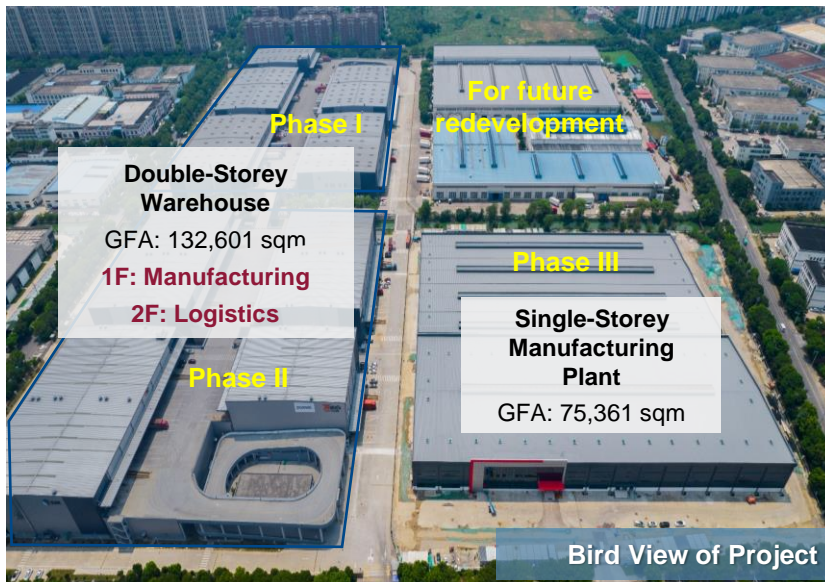 Phase I
For future
redevelopment
Double-Storey
Warehouse
GFA: 132,601 sqm
1F: Manufacturing
2F: Logistics
Phase III
Single-Storey
Manufacturing
Plant
GFA: 75,361 sqm
Phase II
Bird View of Project